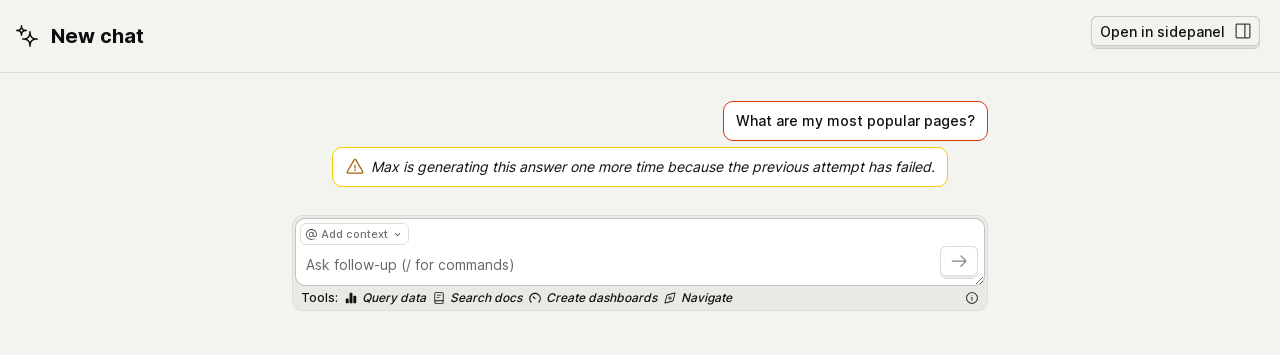 New chat
Open in sidepanel
What are my most popular pages?
Max is generating this answer one more time because the previous attempt has failed.
Add context
Ask follow-up (/ for commands)
Tools: Query data Search docs Create dashboards Navigate